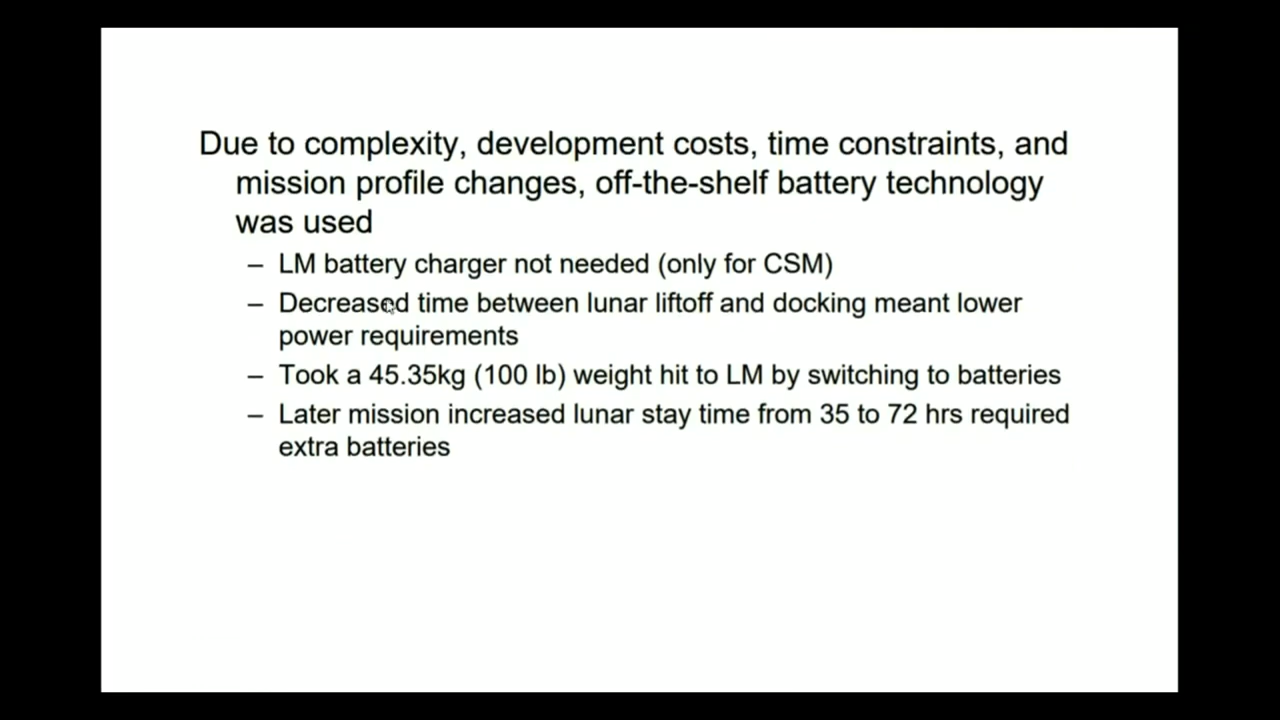 Due to complexity, development costs, time constraints, and
mission profile changes, off-the-shelf battery technology
was used
– LM battery charger not needed (only for CSM)
– Decreased time between lunar liftoff and docking meant lower
power requirements
– Took a 45.35kg (100 lb) weight hit to LM by switching to batteries
– Later mission increased lunar stay time from 35 to 72 hrs required
extra batteries